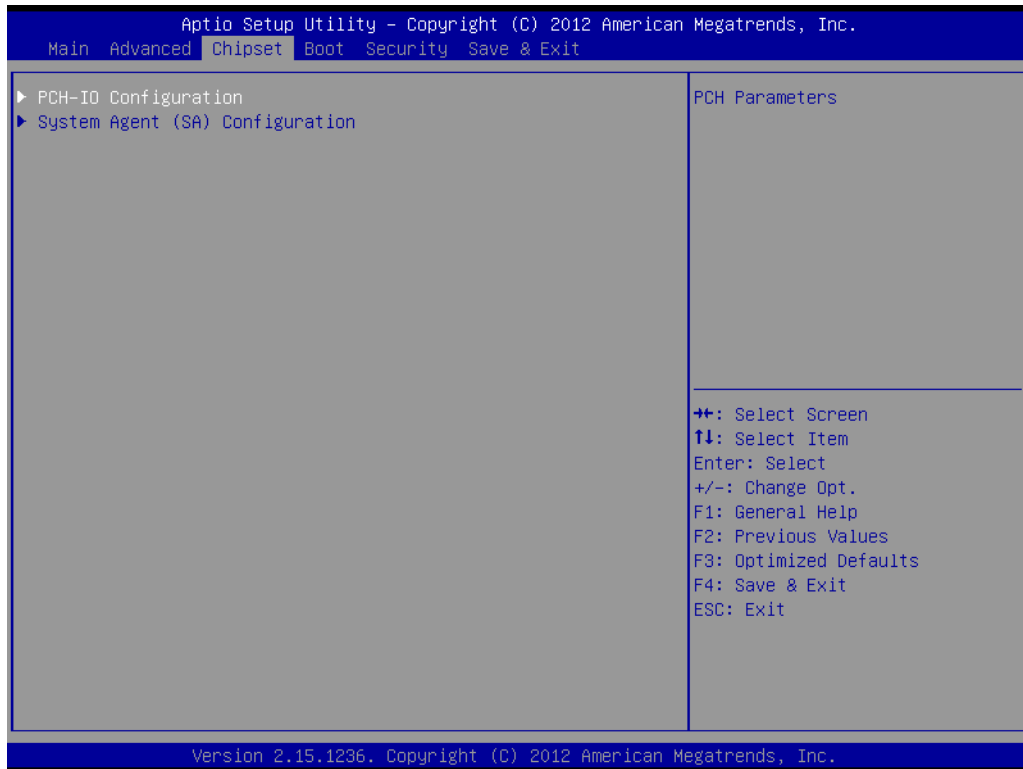 Aptio Setup Utility – Copyright (C) 2012 American Megatrends, Inc.
Main Advanced Chipset Boot Security Save & Exit
▶ PCH-IO Configuration
▶ System Agent (SA) Configuration
PCH Parameters
→←: Select Screen
↑↓: Select Item
Enter: Select
+/-: Change Opt.
F1: General Help
F2: Previous Values
F3: Optimized Defaults
F4: Save & Exit
ESC: Exit
Version 2.15.1236. Copyright (C) 2012 American Megatrends, Inc.